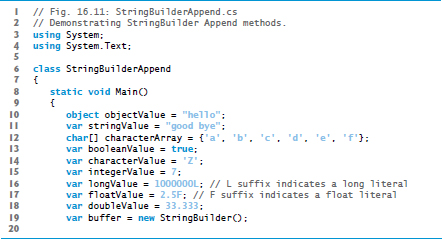 1 // Fig. 16.11: StringBuilderAppend.cs
2 // Demonstrating StringBuilder Append methods.
3 using System;
4 using System.Text;
5
6 class StringBuilderAppend
7 {
8 static void Main()
9 {
10 object objectValue = "hello";
11 var stringValue = "good bye";
12 char[] characterArray = {'a', 'b', 'c', 'd', 'e', 'f'};
13 var booleanValue = true;
14 var characterValue = 'Z';
15 var integerValue = 7;
16 var longValue = 1000000L; // L suffix indicates a long literal
17 var floatValue = 2.5F; // F suffix indicates a float literal
18 var doubleValue = 33.333;
19 var buffer = new StringBuilder();
20